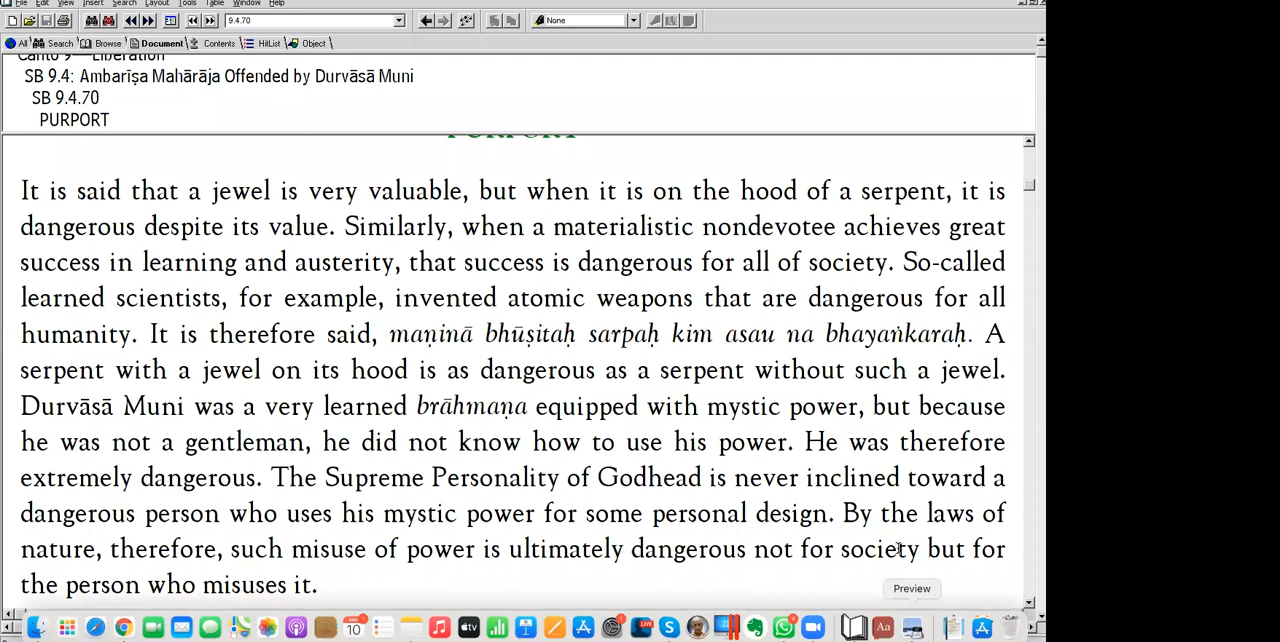 File Edit View Insert Search Layout Tools Table Window Help
9.4.70 None
All Search Browse Document Contents HitList Object
Canto 9—Liberation
SB 9.4: Ambarīṣa Mahārāja Offended by Durvāsā Muni
SB 9.4.70
PURPORT
PURPORT
It is said that a jewel is very valuable, but when it is on the hood of a serpent, it is
dangerous despite its value. Similarly, when a materialistic nondevotee achieves great
success in learning and austerity, that success is dangerous for all of society. So-called
learned scientists, for example, invented atomic weapons that are dangerous for all
humanity. It is therefore said, maṇinā bhūṣitaḥ sarpaḥ kim asau na bhayaṅkaraḥ. A
serpent with a jewel on its hood is as dangerous as a serpent without such a jewel.
Durvāsā Muni was a very learned brāhmaṇa equipped with mystic power, but because
he was not a gentleman, he did not know how to use his power. He was therefore
extremely dangerous. The Supreme Personality of Godhead is never inclined toward a
dangerous person who uses his mystic power for some personal design. By the laws of
nature, therefore, such misuse of power is ultimately dangerous not for society but for
the person who misuses it.
Preview
10 tv LIVE S Aa